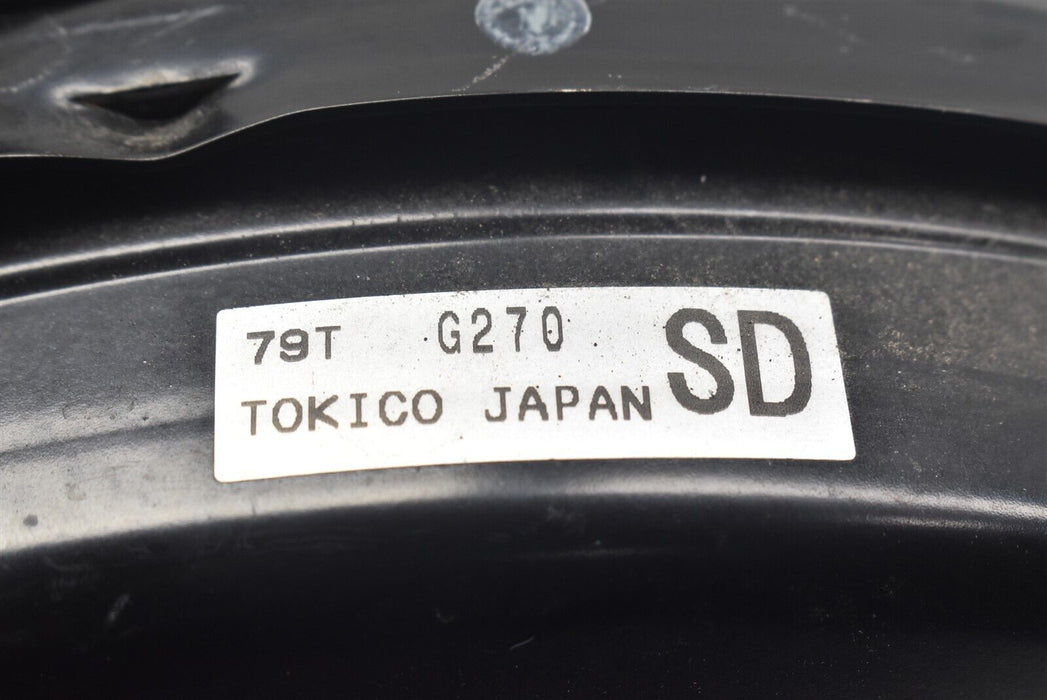 79T G270
TOKICO JAPAN SD